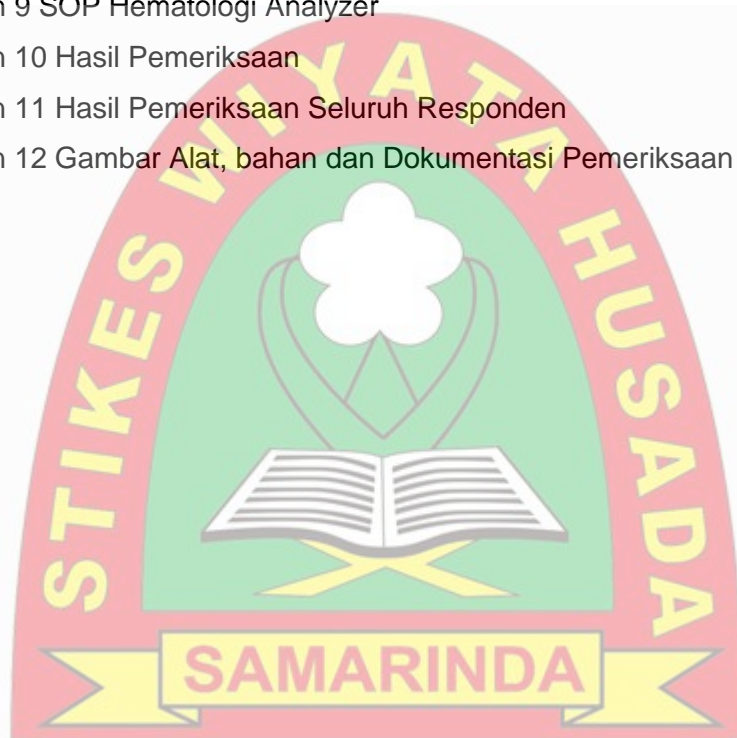 n 9 SOP Hematologi Analyzer
n 10 Hasil Pemeriksaan
n 11 Hasil Pemeriksaan Seluruh Responden
n 12 Gambar Alat, bahan dan Dokumentasi Pemeriksaan
STIKES WIYATA HUSADA
SAMARINDA